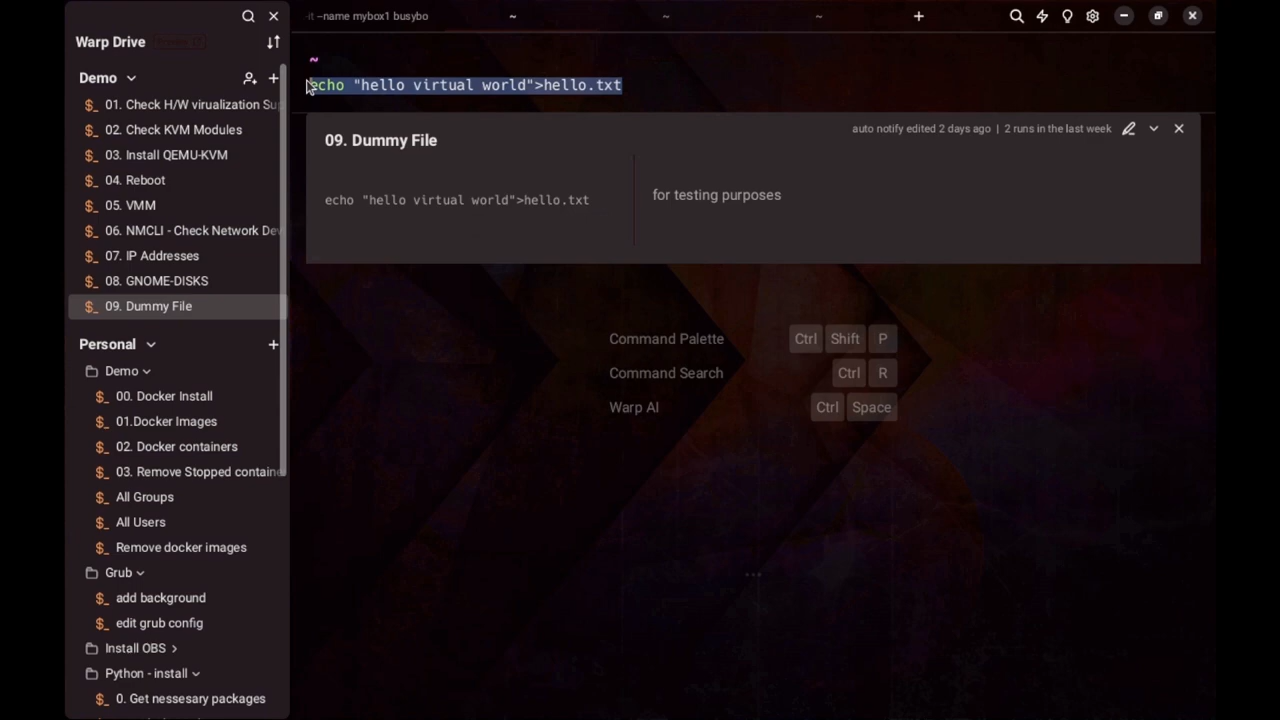 -it --name mybox1 busybo
~
~
~
Warp Drive
Demo
$_ 01. Check H/W virualization Su
$_ 02. Check KVM Modules
$_ 03. Install QEMU-KVM
$_ 04. Reboot
$_ 05. VMM
$_ 06. NMCLI - Check Network De
$_ 07. IP Addresses
$_ 08. GNOME-DISKS
$_ 09. Dummy File
Personal
Demo
$_ 00. Docker Install
$_ 01.Docker Images
$_ 02. Docker containers
$_ 03. Remove Stopped containe
$_ All Groups
$_ All Users
$_ Remove docker images
Grub
$_ add background
$_ edit grub config
Install OBS
Python - install
$_ 0. Get nessesary packages
~
echo "hello virtual world">hello.txt
09. Dummy File
auto notify edited 2 days ago | 2 runs in the last week
echo "hello virtual world">hello.txt
for testing purposes
Command Palette Ctrl Shift P
Command Search Ctrl R
Warp AI Ctrl Space